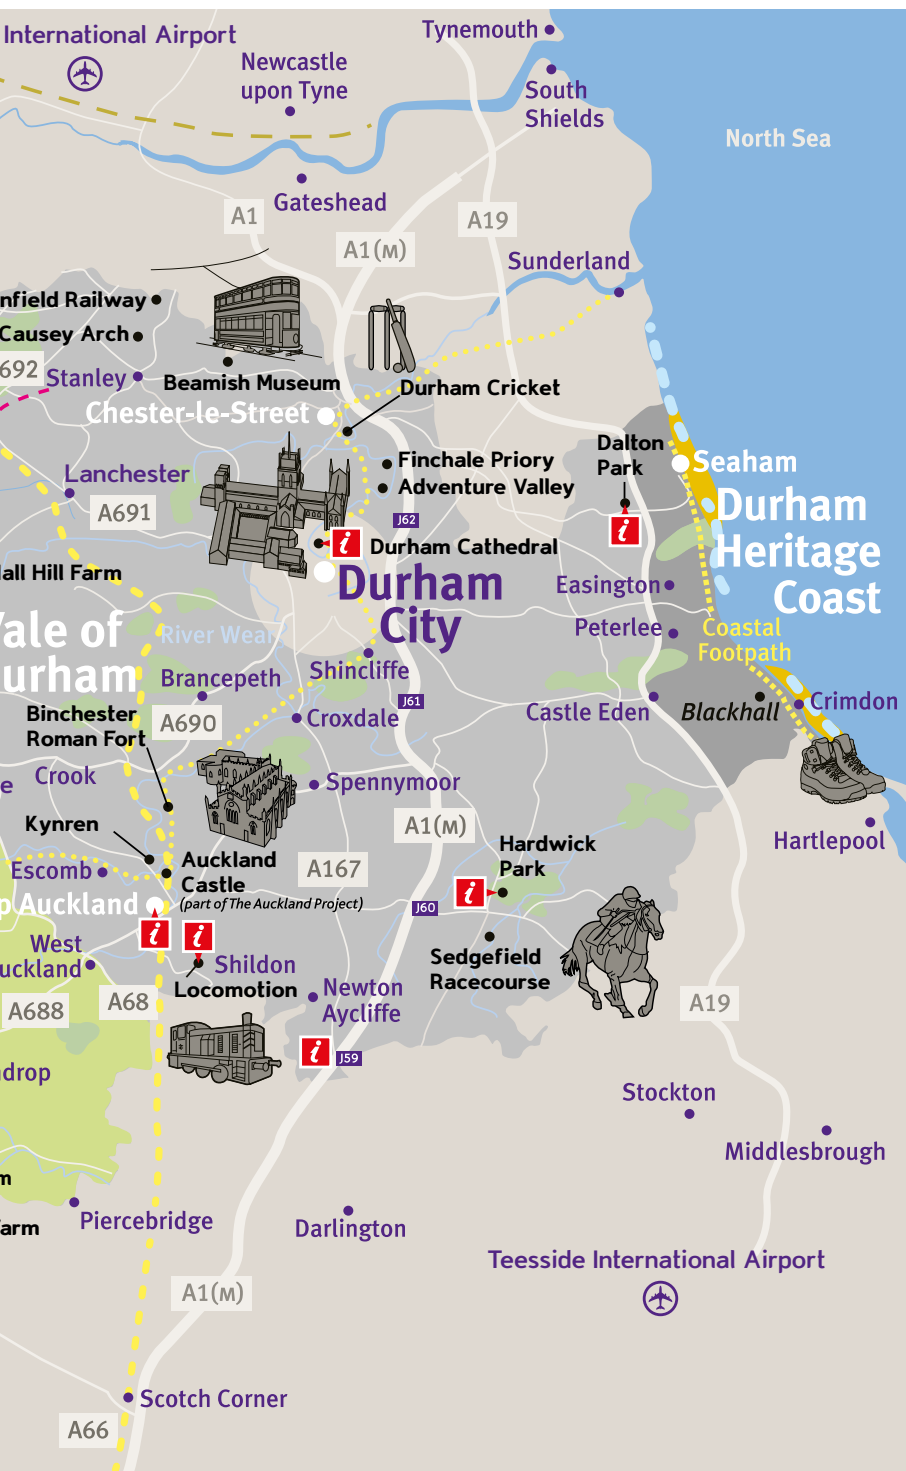 International Airport
Tynemouth
Newcastle
upon Tyne
South
Shields
North Sea
Gateshead
A1
A19
A1(M)
Sunderland
nfield Railway
Causey Arch
692
Stanley
Beamish Museum
Durham Cricket
Chester-le-Street
Dalton
Park
Finchale Priory
Seaham
Lanchester
Adventure Valley
A691
J62
Durham
Heritage
Coast
i
i
Durham Cathedral
Hall Hill Farm
Durham
City
Easington
Vale of
Durham
River Wear
Peterlee
Coastal
Footpath
Shincliffe
Brancepeth
J61
Crimdon
Binchester
Roman Fort
A690
Croxdale
Castle Eden
Blackhall
e
Crook
Spennymoor
Kynren
A1(M)
Hartlepool
Hardwick
Park
Escomb
Auckland
Castle
(part of The Auckland Project)
A167
i
p Auckland
J60
i
i
West
uckland
Shildon
Locomotion
Sedgefield
Racecourse
Newton
Aycliffe
A688
A68
A19
i
J59
ndrop
Stockton
Middlesbrough
m
arm
Piercebridge
Darlington
Teesside International Airport
A1(M)
Scotch Corner
A66